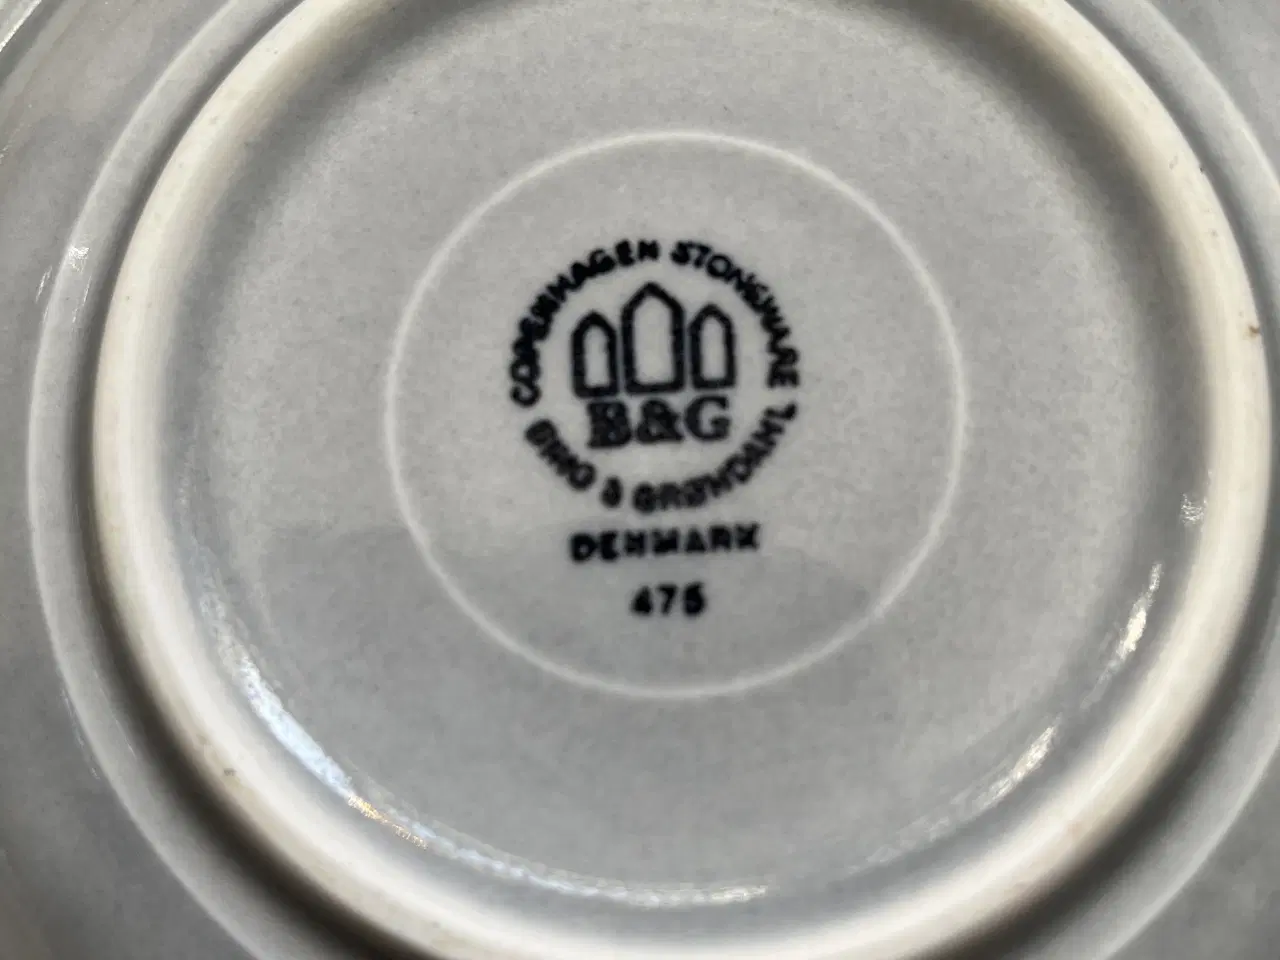 COPENHAGEN STONEWARE
B&G
BING & GRØNDAHL
DENMARK
475